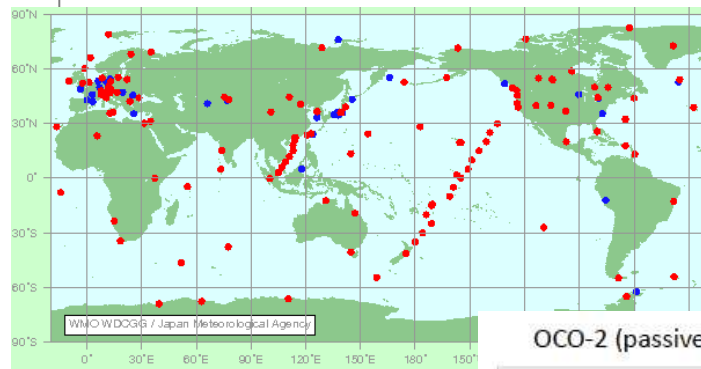 90°N
60°N
30°N
0°
30°S
60°S
90°S
WMO WDCGG / Japan Meteorological Agency
0° 30°E 60°E 90°E 120°E 150°E 180° 150°
OCO-2 (passive